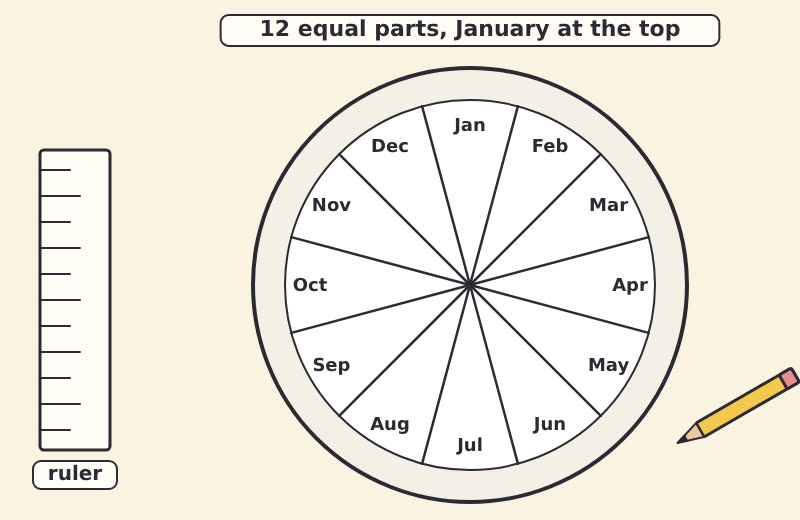 12 equal parts, January at the top
Jan
Feb
Mar
Apr
May
Jun
Jul
Aug
Sep
Oct
Nov
Dec
ruler